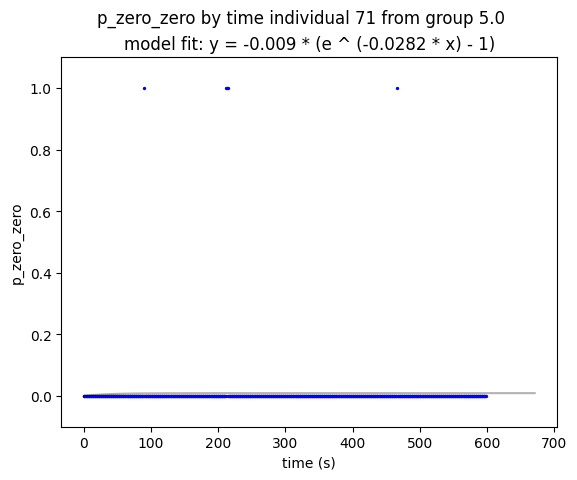 p_zero_zero by time individual 71 from group 5.0
model fit: y = -0.009 * (e ^ (-0.0282 * x) - 1)
1.0
0.8
0.6
0.4
0.2
0.0
p_zero_zero
0 100 200 300 400 500 600 700
time (s)